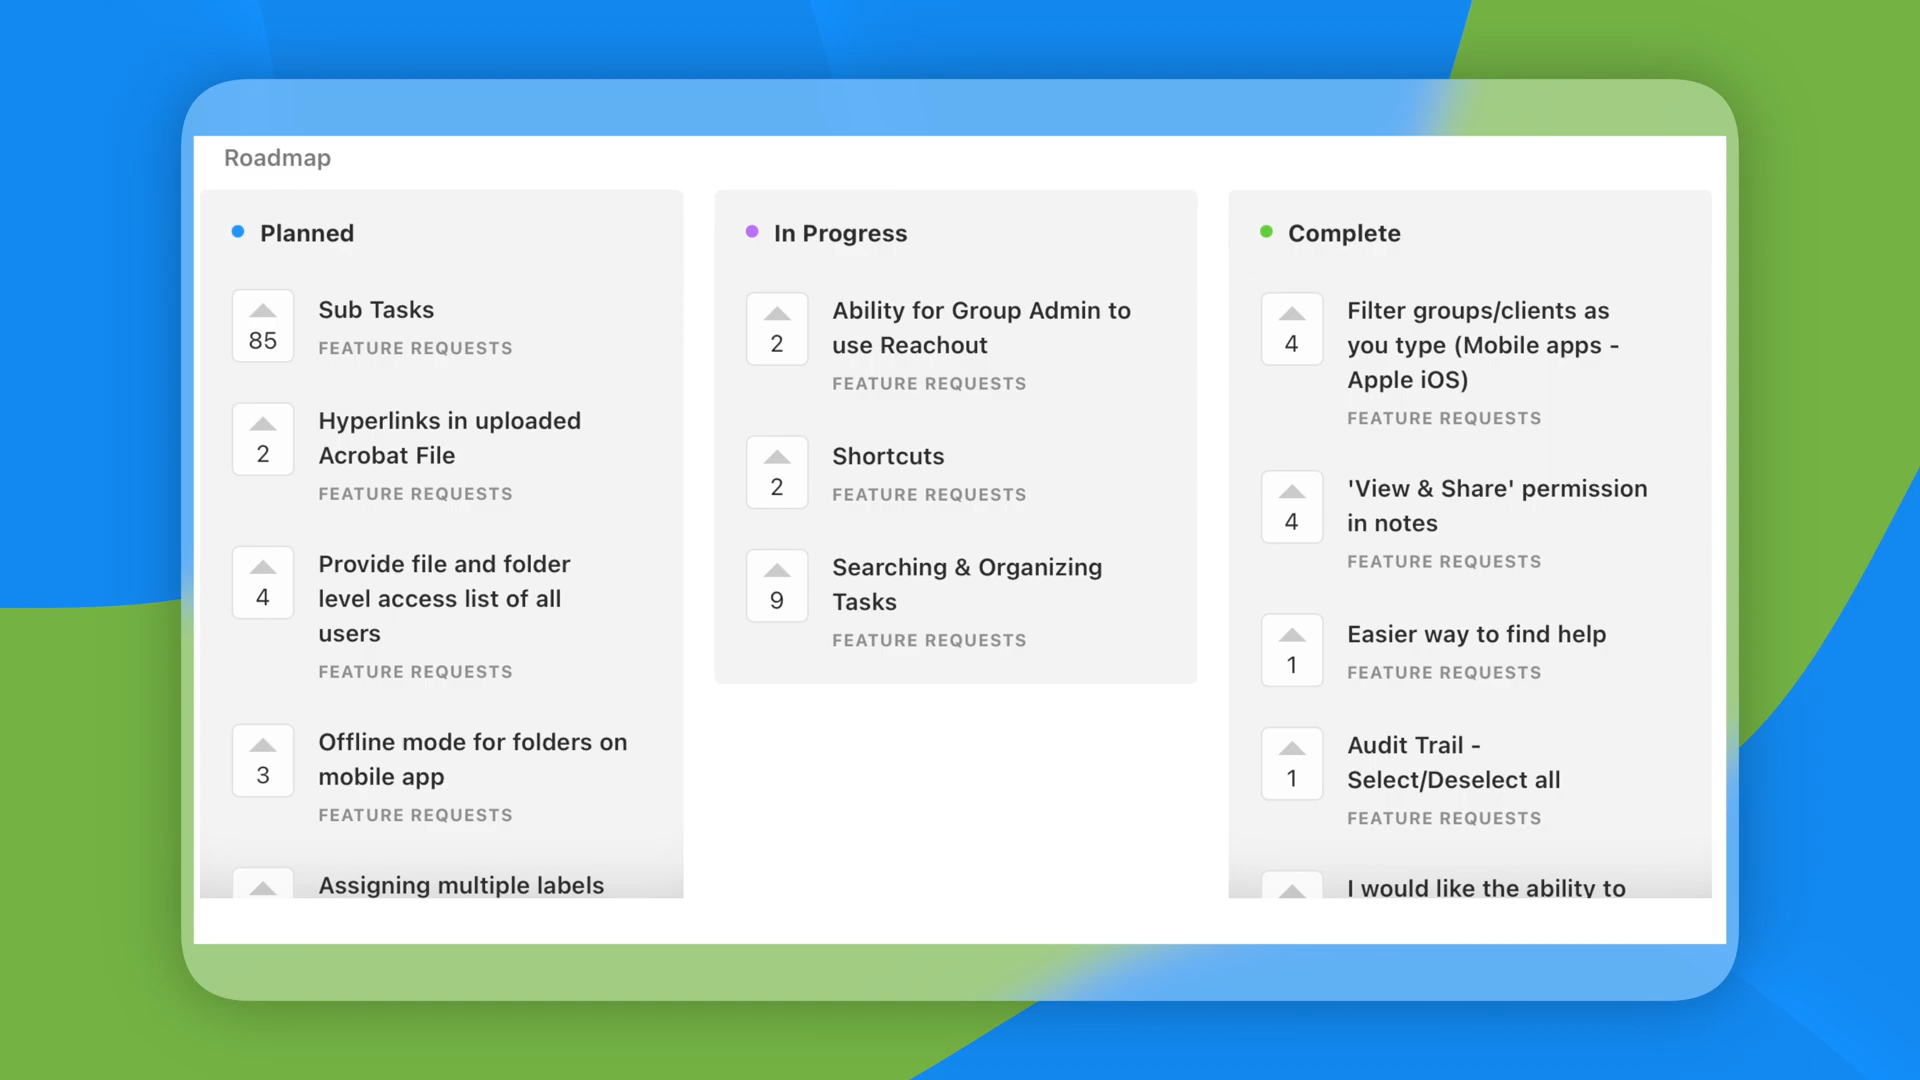 Roadmap
Planned
85
Sub Tasks
FEATURE REQUESTS
2
Hyperlinks in uploaded
Acrobat File
FEATURE REQUESTS
4
Provide file and folder
level access list of all
users
FEATURE REQUESTS
3
Offline mode for folders on
mobile app
FEATURE REQUESTS
Assigning multiple labels
In Progress
2
Ability for Group Admin to
use Reachout
FEATURE REQUESTS
2
Shortcuts
FEATURE REQUESTS
9
Searching & Organizing
Tasks
FEATURE REQUESTS
Complete
4
Filter groups/clients as
you type (Mobile apps -
Apple iOS)
FEATURE REQUESTS
4
'View & Share' permission
in notes
FEATURE REQUESTS
1
Easier way to find help
FEATURE REQUESTS
1
Audit Trail -
Select/Deselect all
FEATURE REQUESTS
I would like the ability to